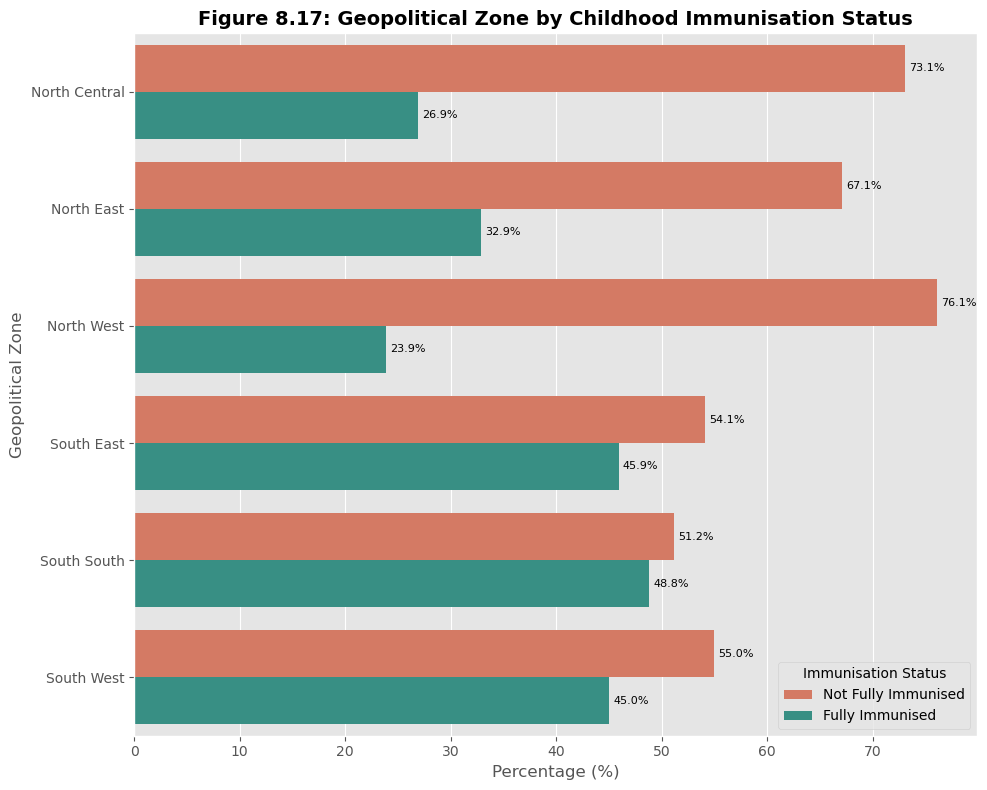 Figure 8.17: Geopolitical Zone by Childhood Immunisation Status
Geopolitical Zone
North Central
73.1%
26.9%
North East
67.1%
32.9%
North West
76.1%
23.9%
South East
54.1%
45.9%
South South
51.2%
48.8%
South West
55.0%
45.0%
Immunisation Status
Not Fully Immunised
Fully Immunised
0 10 20 30 40 50 60 70
Percentage (%)